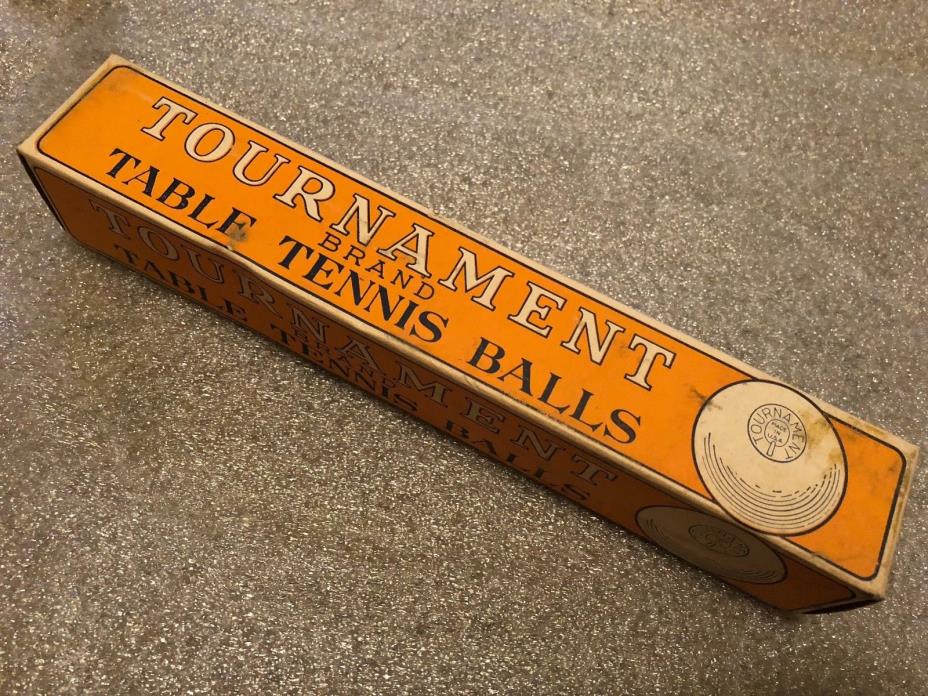 TOURNAMENT
BRAND
TABLE TENNIS BALLS
TOURNAMENT
MADE
IN
U.S.A.
TOURNAMENT
BRAND
TABLE TENNIS BALLS